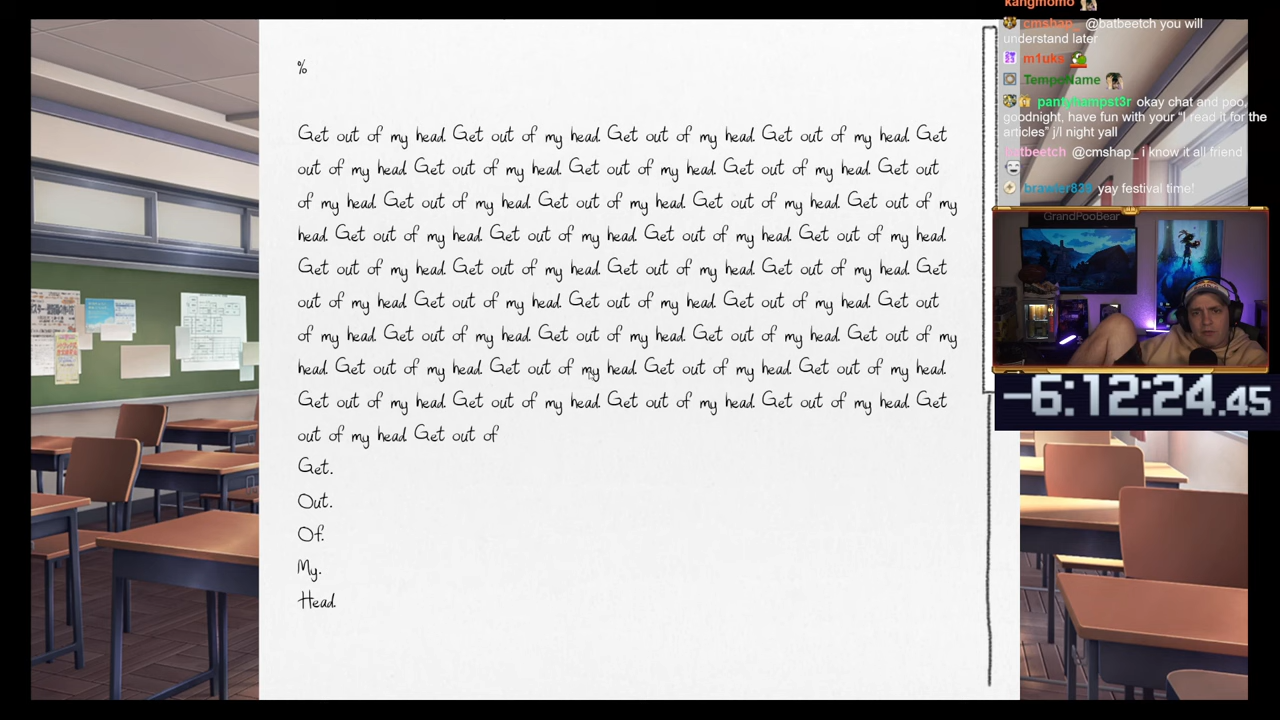 %
Get out of my head. Get out of my head. Get out of my head. Get out of my head. Get
out of my head. Get out of my head. Get out of my head. Get out of my head. Get out
of my head. Get out of my head. Get out of my head. Get out of my head. Get out of my
head. Get out of my head. Get out of my head. Get out of my head. Get out of my head.
Get out of my head. Get out of my head. Get out of my head. Get out of my head. Get
out of my head. Get out of my head. Get out of my head. Get out of my head. Get out
of my head. Get out of my head. Get out of my head. Get out of my head. Get out of my
head. Get out of my head. Get out of my head. Get out of my head. Get out of my head.
Get out of my head. Get out of my head. Get out of my head. Get out of my head. Get
out of my head. Get out of
Get.
Out.
Of.
My.
Head.
kangmomo
cmshap_ @batbeetch you will
understand later
m1uks
TempoName
pantyhampst3r okay chat and poo,
goodnight, have fun with your "I read it for the
articles" j/l night yall
batbeetch @cmshap_ i know it all friend
brawler839 yay festival time!
GrandPooBear
-6:12:24.45